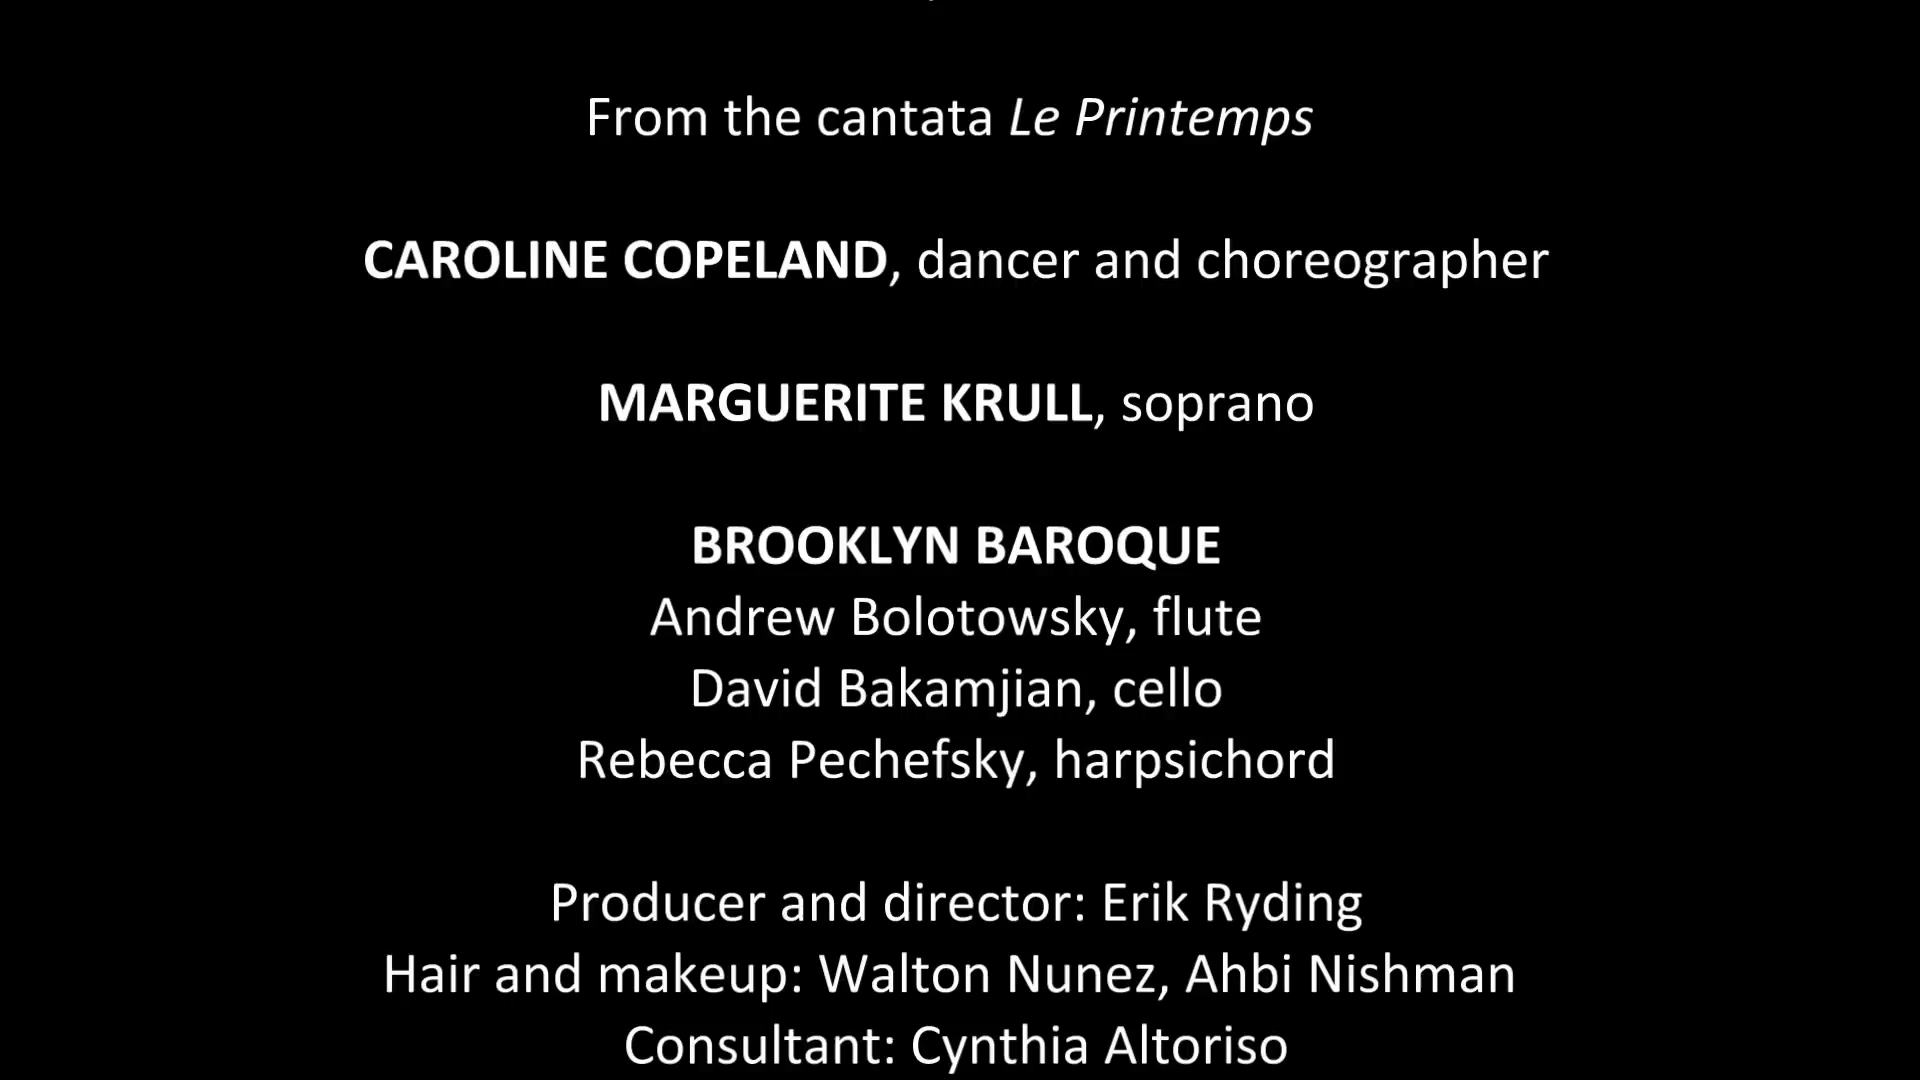 From the cantata Le Printemps
CAROLINE COPELAND, dancer and choreographer
MARGUERITE KRULL, soprano
BROOKLYN BAROQUE
Andrew Bolotowsky, flute
David Bakamjian, cello
Rebecca Pechefsky, harpsichord
Producer and director: Erik Ryding
Hair and makeup: Walton Nunez, Ahbi Nishman
Consultant: Cynthia Altoriso